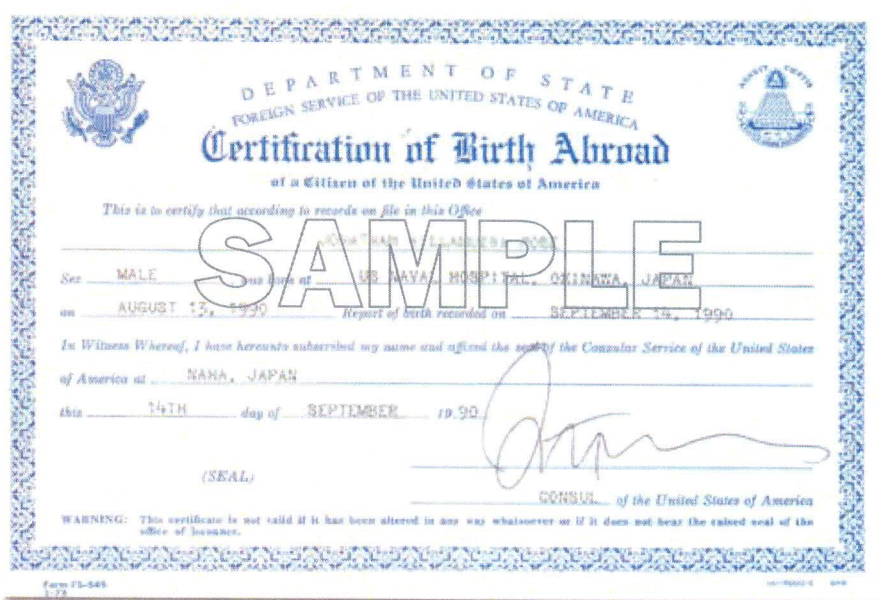 DEPARTMENT OF STATE
FOREIGN SERVICE OF THE UNITED STATES OF AMERICA
ANNUIT CŒPTIS
Certification of Birth Abroad
of a Citizen of the United States of America
This is to certify that according to records on file in this Office
SAMPLE
Sex MALE was born at US NAVAL HOSPITAL, OKINAWA, JAPAN
on AUGUST 13, 1990 Report of birth recorded on SEPTEMBER 14, 1990
In Witness Whereof, I have hereunto subscribed my name and affixed the seal of the Consular Service of the United States
of America at NAHA, JAPAN
this 14TH day of SEPTEMBER 19.90
(SEAL)
CONSUL of the United States of America
WARNING: This certificate is not valid if it has been altered in any way whatsoever or if it does not bear the raised seal of the
office of issuance.
Form FS-545